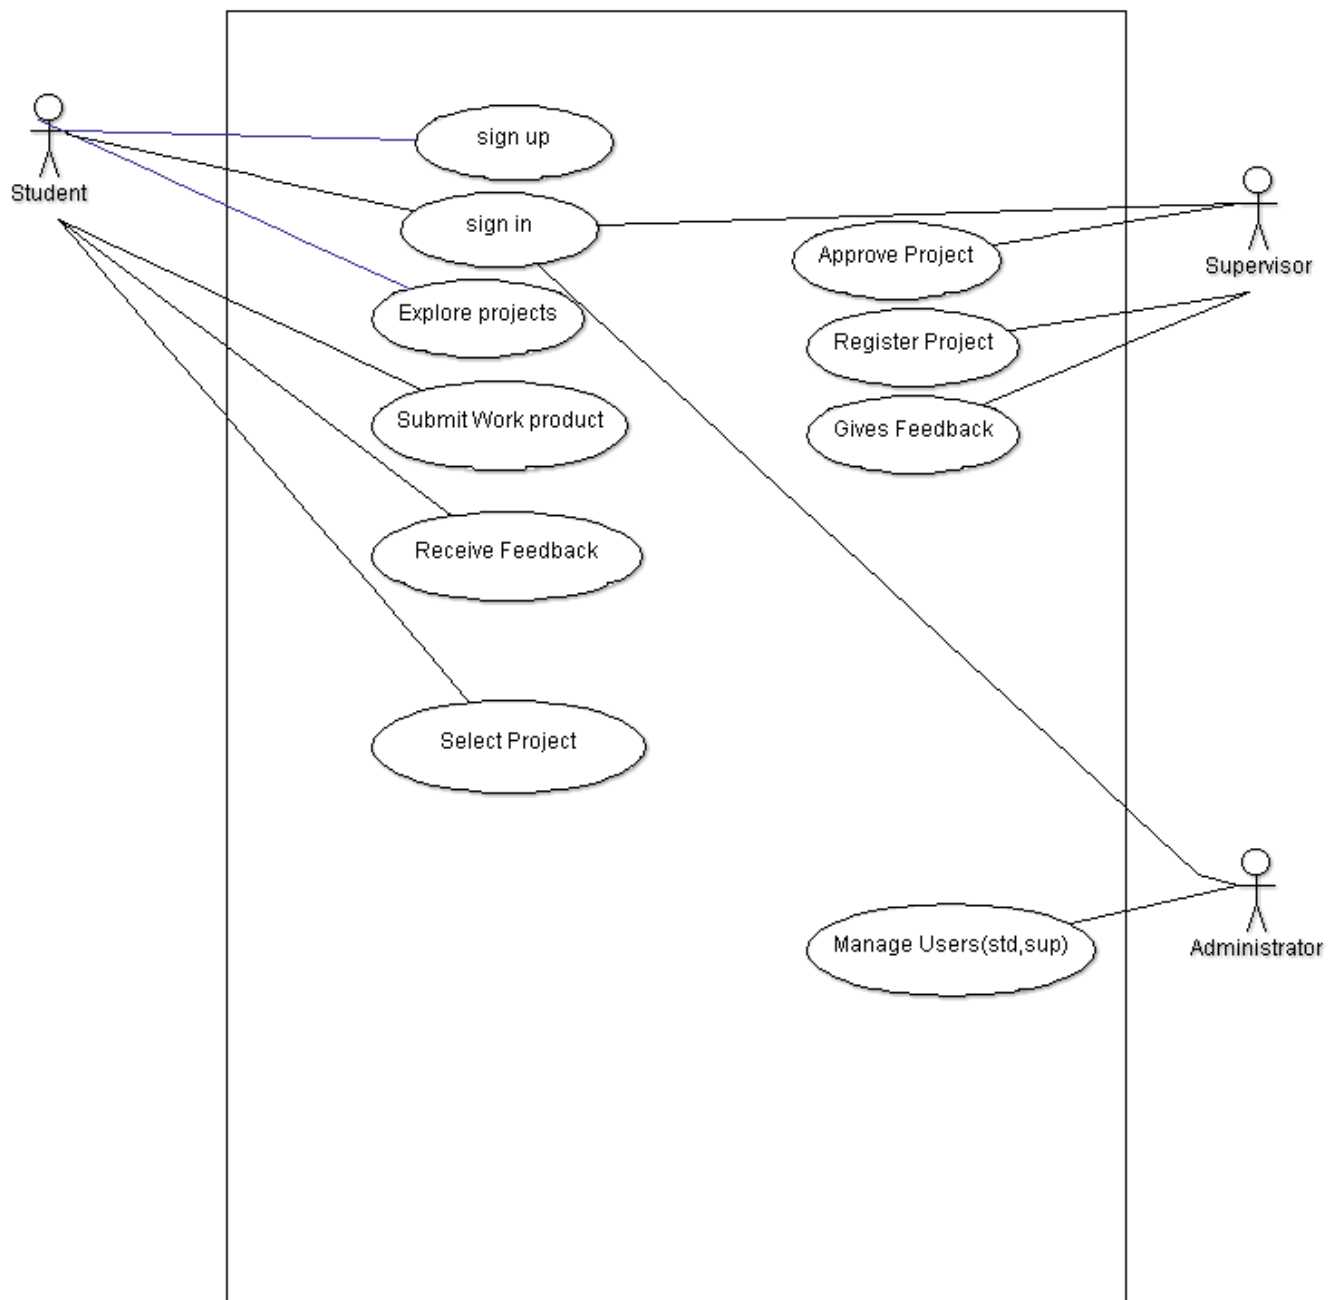 sign up
Student
sign in
Approve Project
Supervisor
Explore projects
Register Project
Submit Work product
Gives Feedback
Receive Feedback
Select Project
Manage Users(std,sup)
Administrator